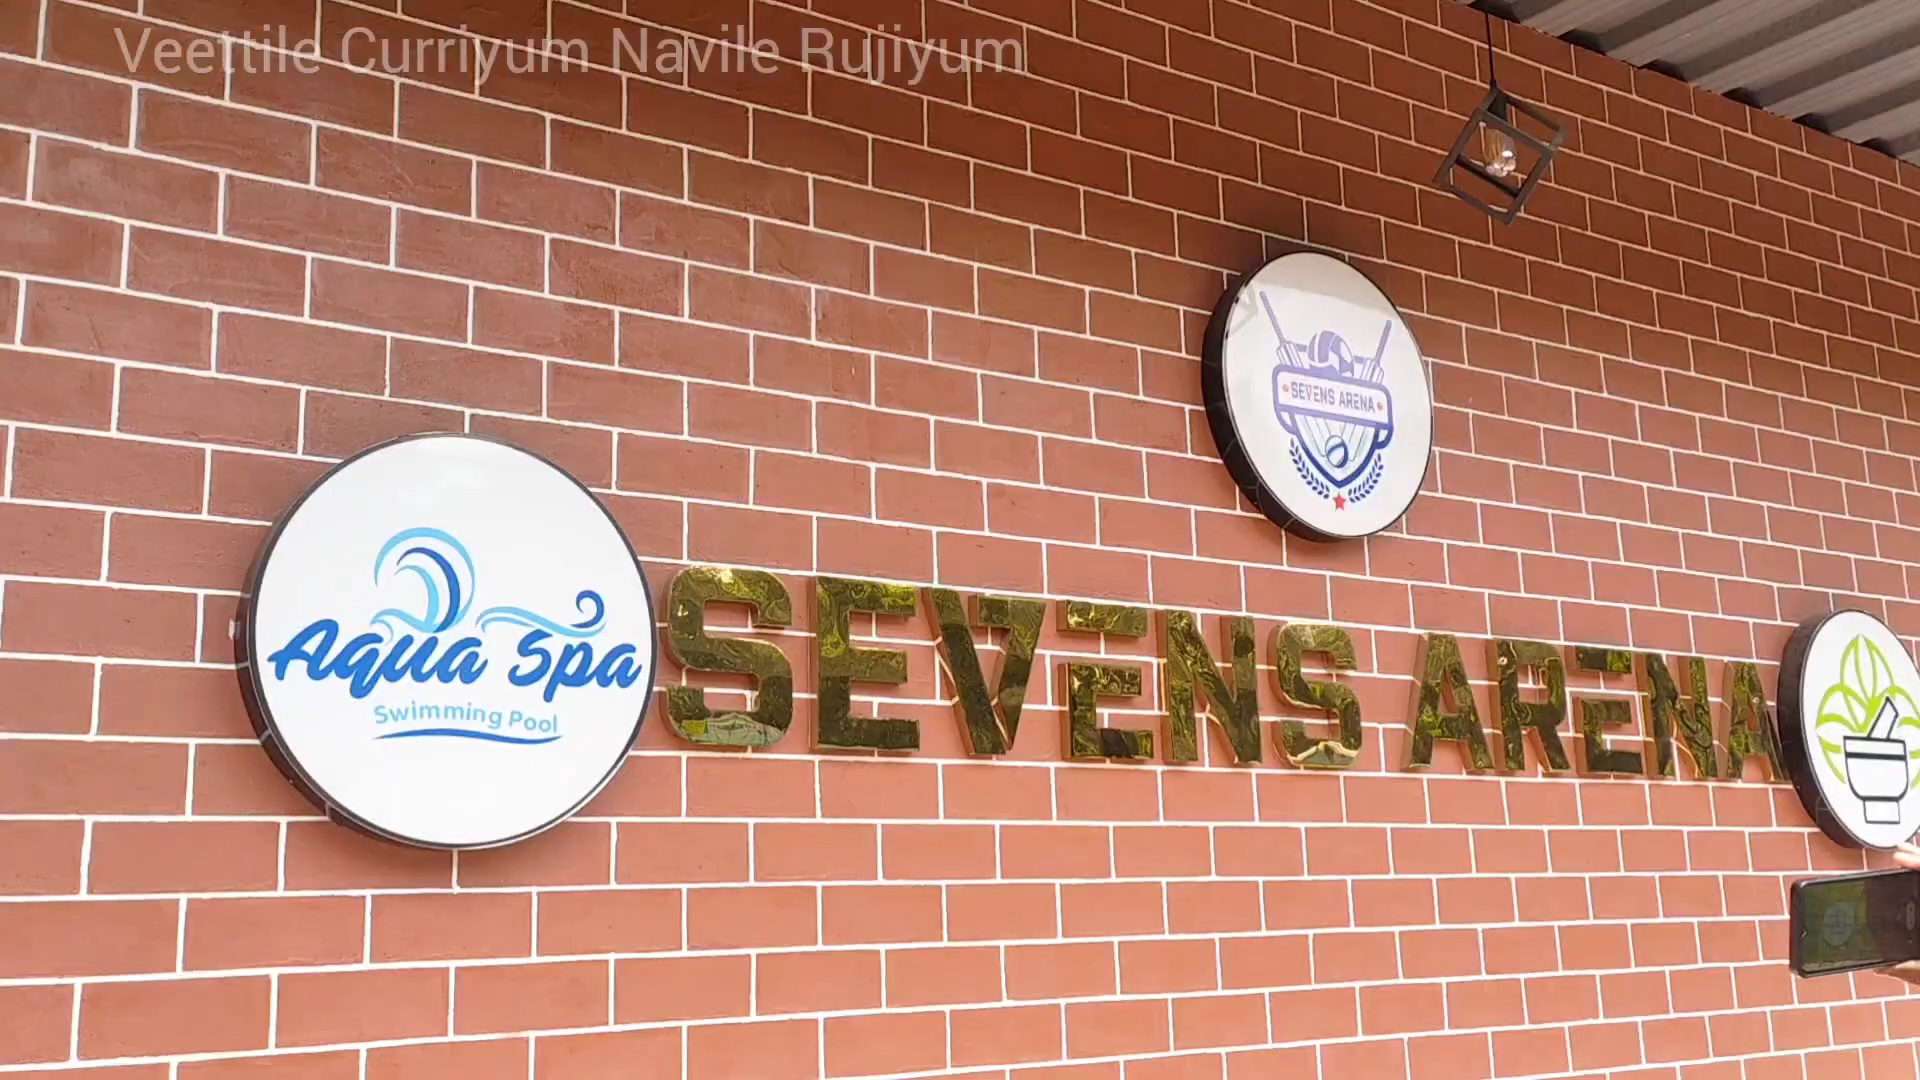 Veettile Curriyum Navile Rujiyum
SEVENS ARENA
Aqua Spa
Swimming Pool
SEVENS ARENA